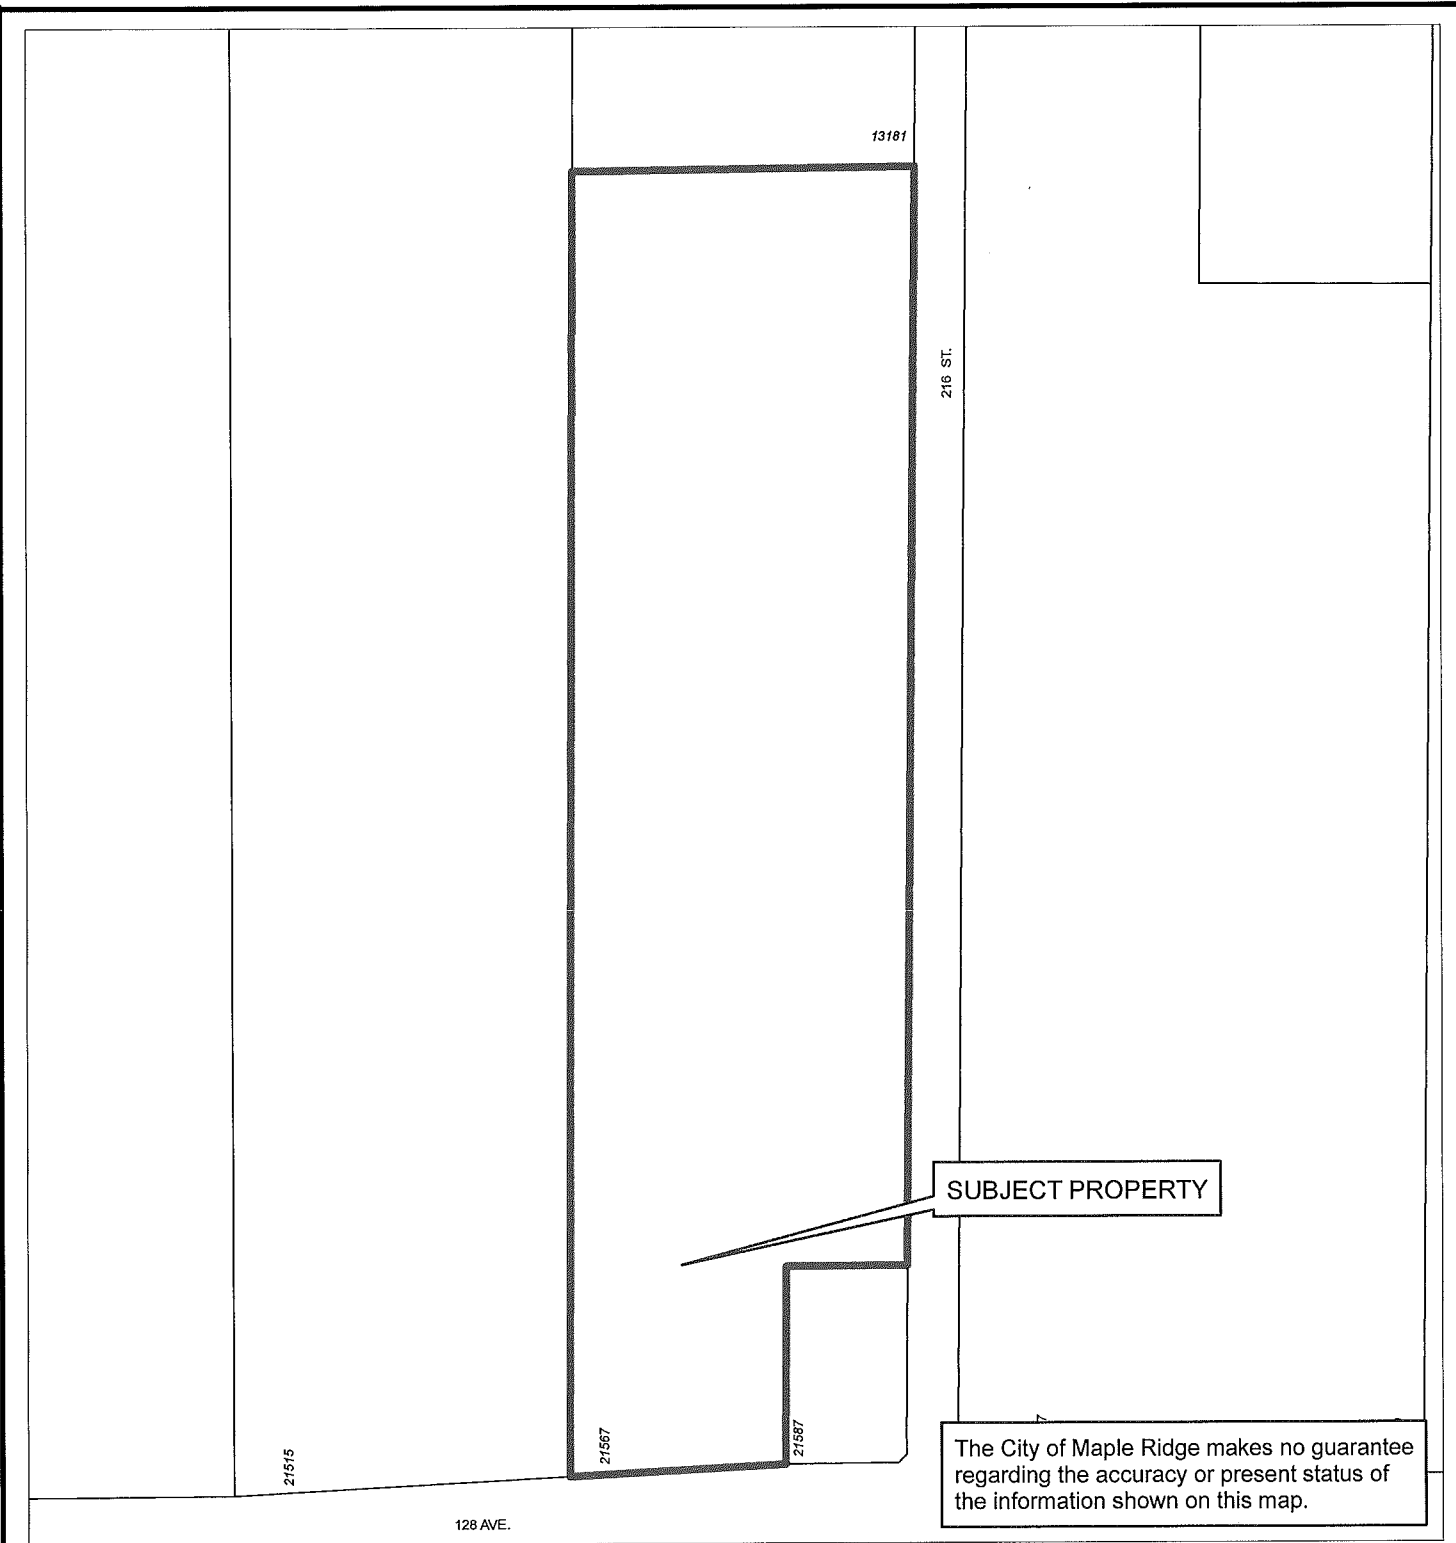 13181
216 ST.
SUBJECT PROPERTY
21515
21567
21587
The City of Maple Ridge makes no guarantee
regarding the accuracy or present status of
the information shown on this map.
128 AVE.